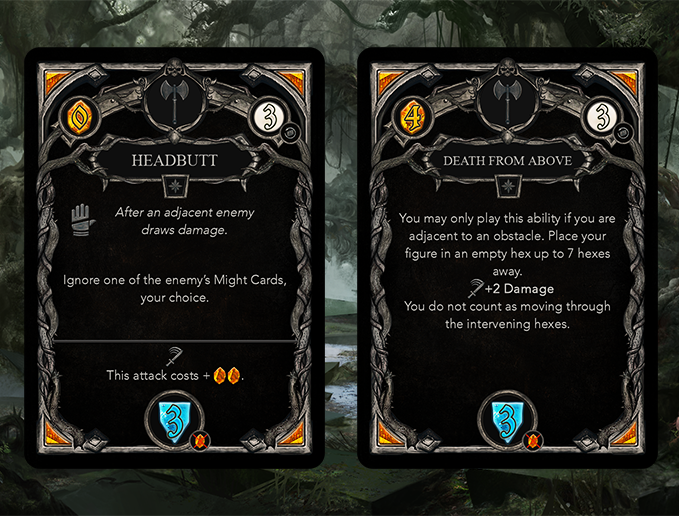 0
3
HEADBUTT
After an adjacent enemy
draws damage.
Ignore one of the enemy's Might Cards,
your choice.
This attack costs + .
3
4
3
DEATH FROM ABOVE
You may only play this ability if you are
adjacent to an obstacle. Place your
figure in an empty hex up to 7 hexes
away.
+2 Damage
You do not count as moving through
the intervening hexes.
3